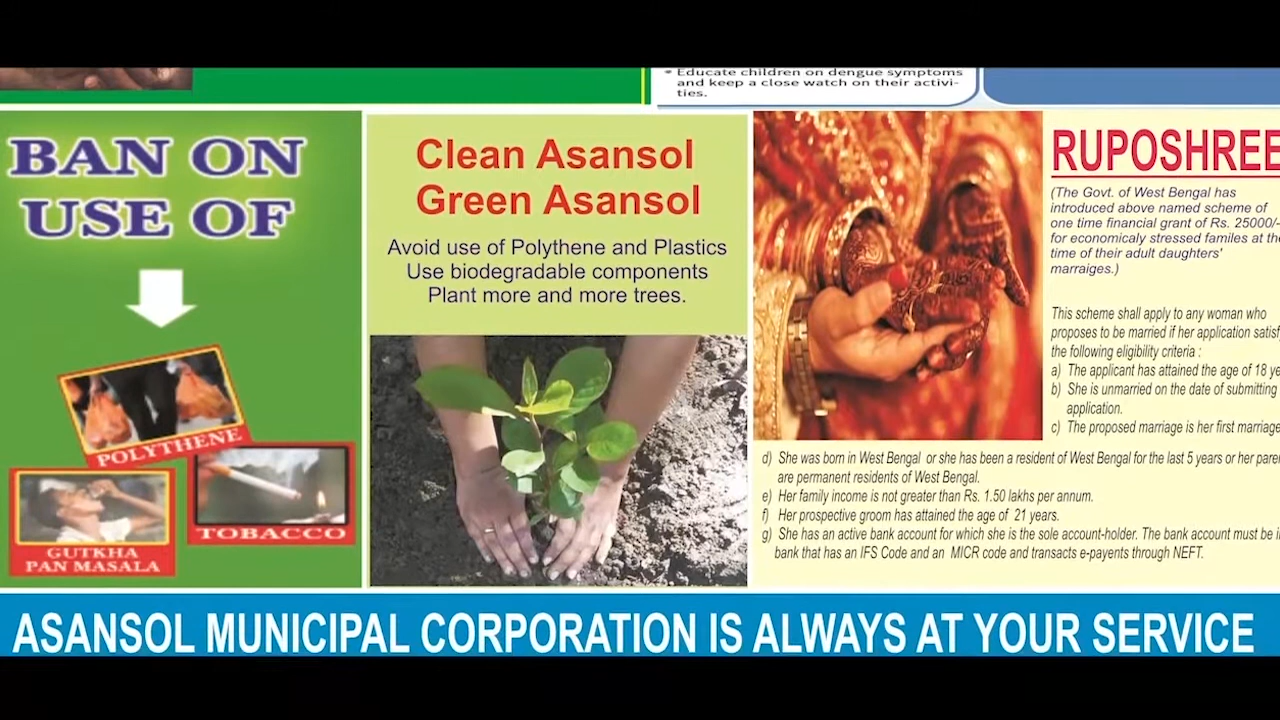 • Educate children on dengue symptoms
and keep a close watch on their activi-
ties.
BAN ON
USE OF
POLYTHENE
GUTKHA
PAN MASALA
TOBACCO
Clean Asansol
Green Asansol
Avoid use of Polythene and Plastics
Use biodegradable components
Plant more and more trees.
RUPOSHREE
(The Govt. of West Bengal has
introduced above named scheme of
one time financial grant of Rs. 25000/-
for economicaly stressed familes at the
time of their adult daughters'
marraiges.)
This scheme shall apply to any woman who
proposes to be married if her application satisf
the following eligibility criteria :
a) The applicant has attained the age of 18 ye
b) She is unmarried on the date of submitting
application.
c) The proposed marriage is her first marriage
d) She was born in West Bengal or she has been a resident of West Bengal for the last 5 years or her pare
are permanent residents of West Bengal.
e) Her family income is not greater than Rs. 1.50 lakhs per annum.
f) Her prospective groom has attained the age of 21 years.
g) She has an active bank account for which she is the sole account-holder. The bank account must be i
bank that has an IFS Code and an MICR code and transacts e-payents through NEFT.
ASANSOL MUNICIPAL CORPORATION IS ALWAYS AT YOUR SERVICE